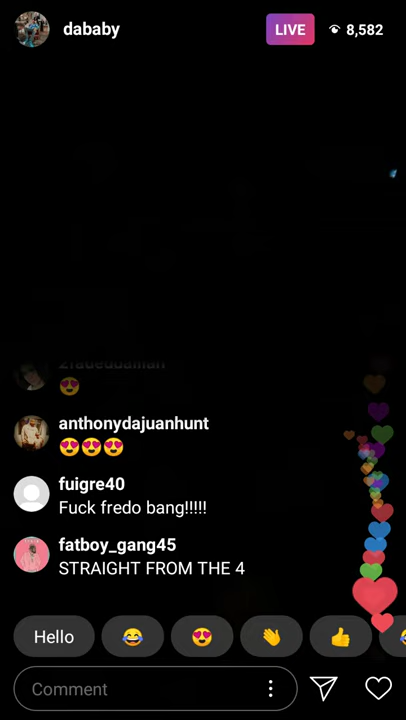 dababy
LIVE
8,582
😍
anthonydajuanhunt
😍😍😍
fuigre40
Fuck fredo bang!!!!!
fatboy_gang45
STRAIGHT FROM THE 4
Hello 😂 😍 👏 👍
Comment